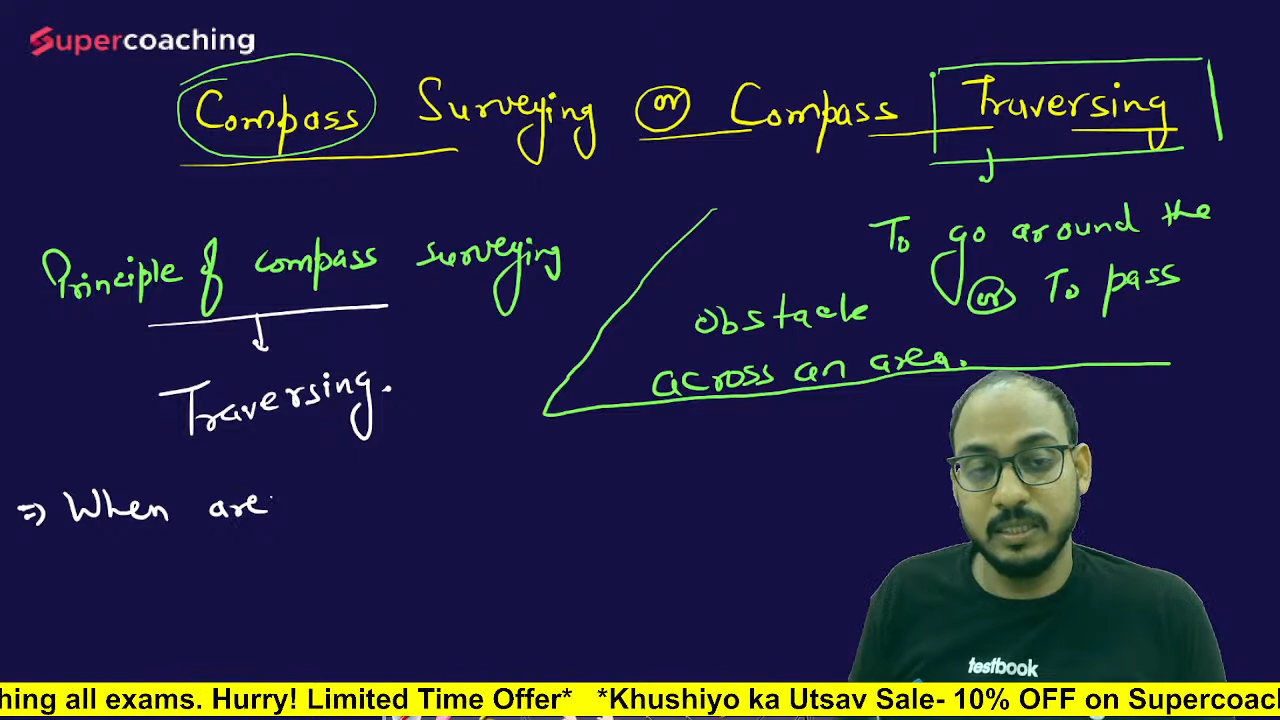 Supercoaching
Compass Surveying or Compass Traversing
To go around the
obstacle or To pass
across an area.
Principle of compass surveying
Traversing.
⇒ When are
testbook
hing all exams. Hurry! Limited Time Offer* *Khushiyo ka Utsav Sale- 10% OFF on Supercoac